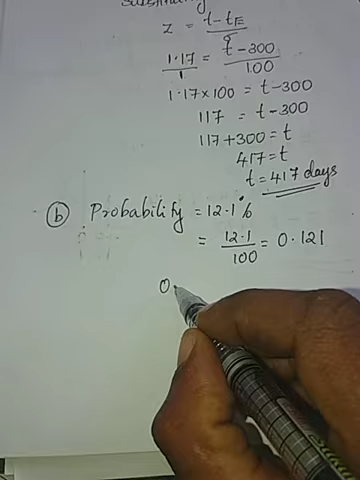 Substituting
Z = t-t_E / σ
1.17 / 1 = t-300 / 100
1.17×100 = t-300
117 = t-300
117+300=t
417=t
t=417 days
(b) Probability =12.1%
= 12.1 / 100 = 0.121
0.